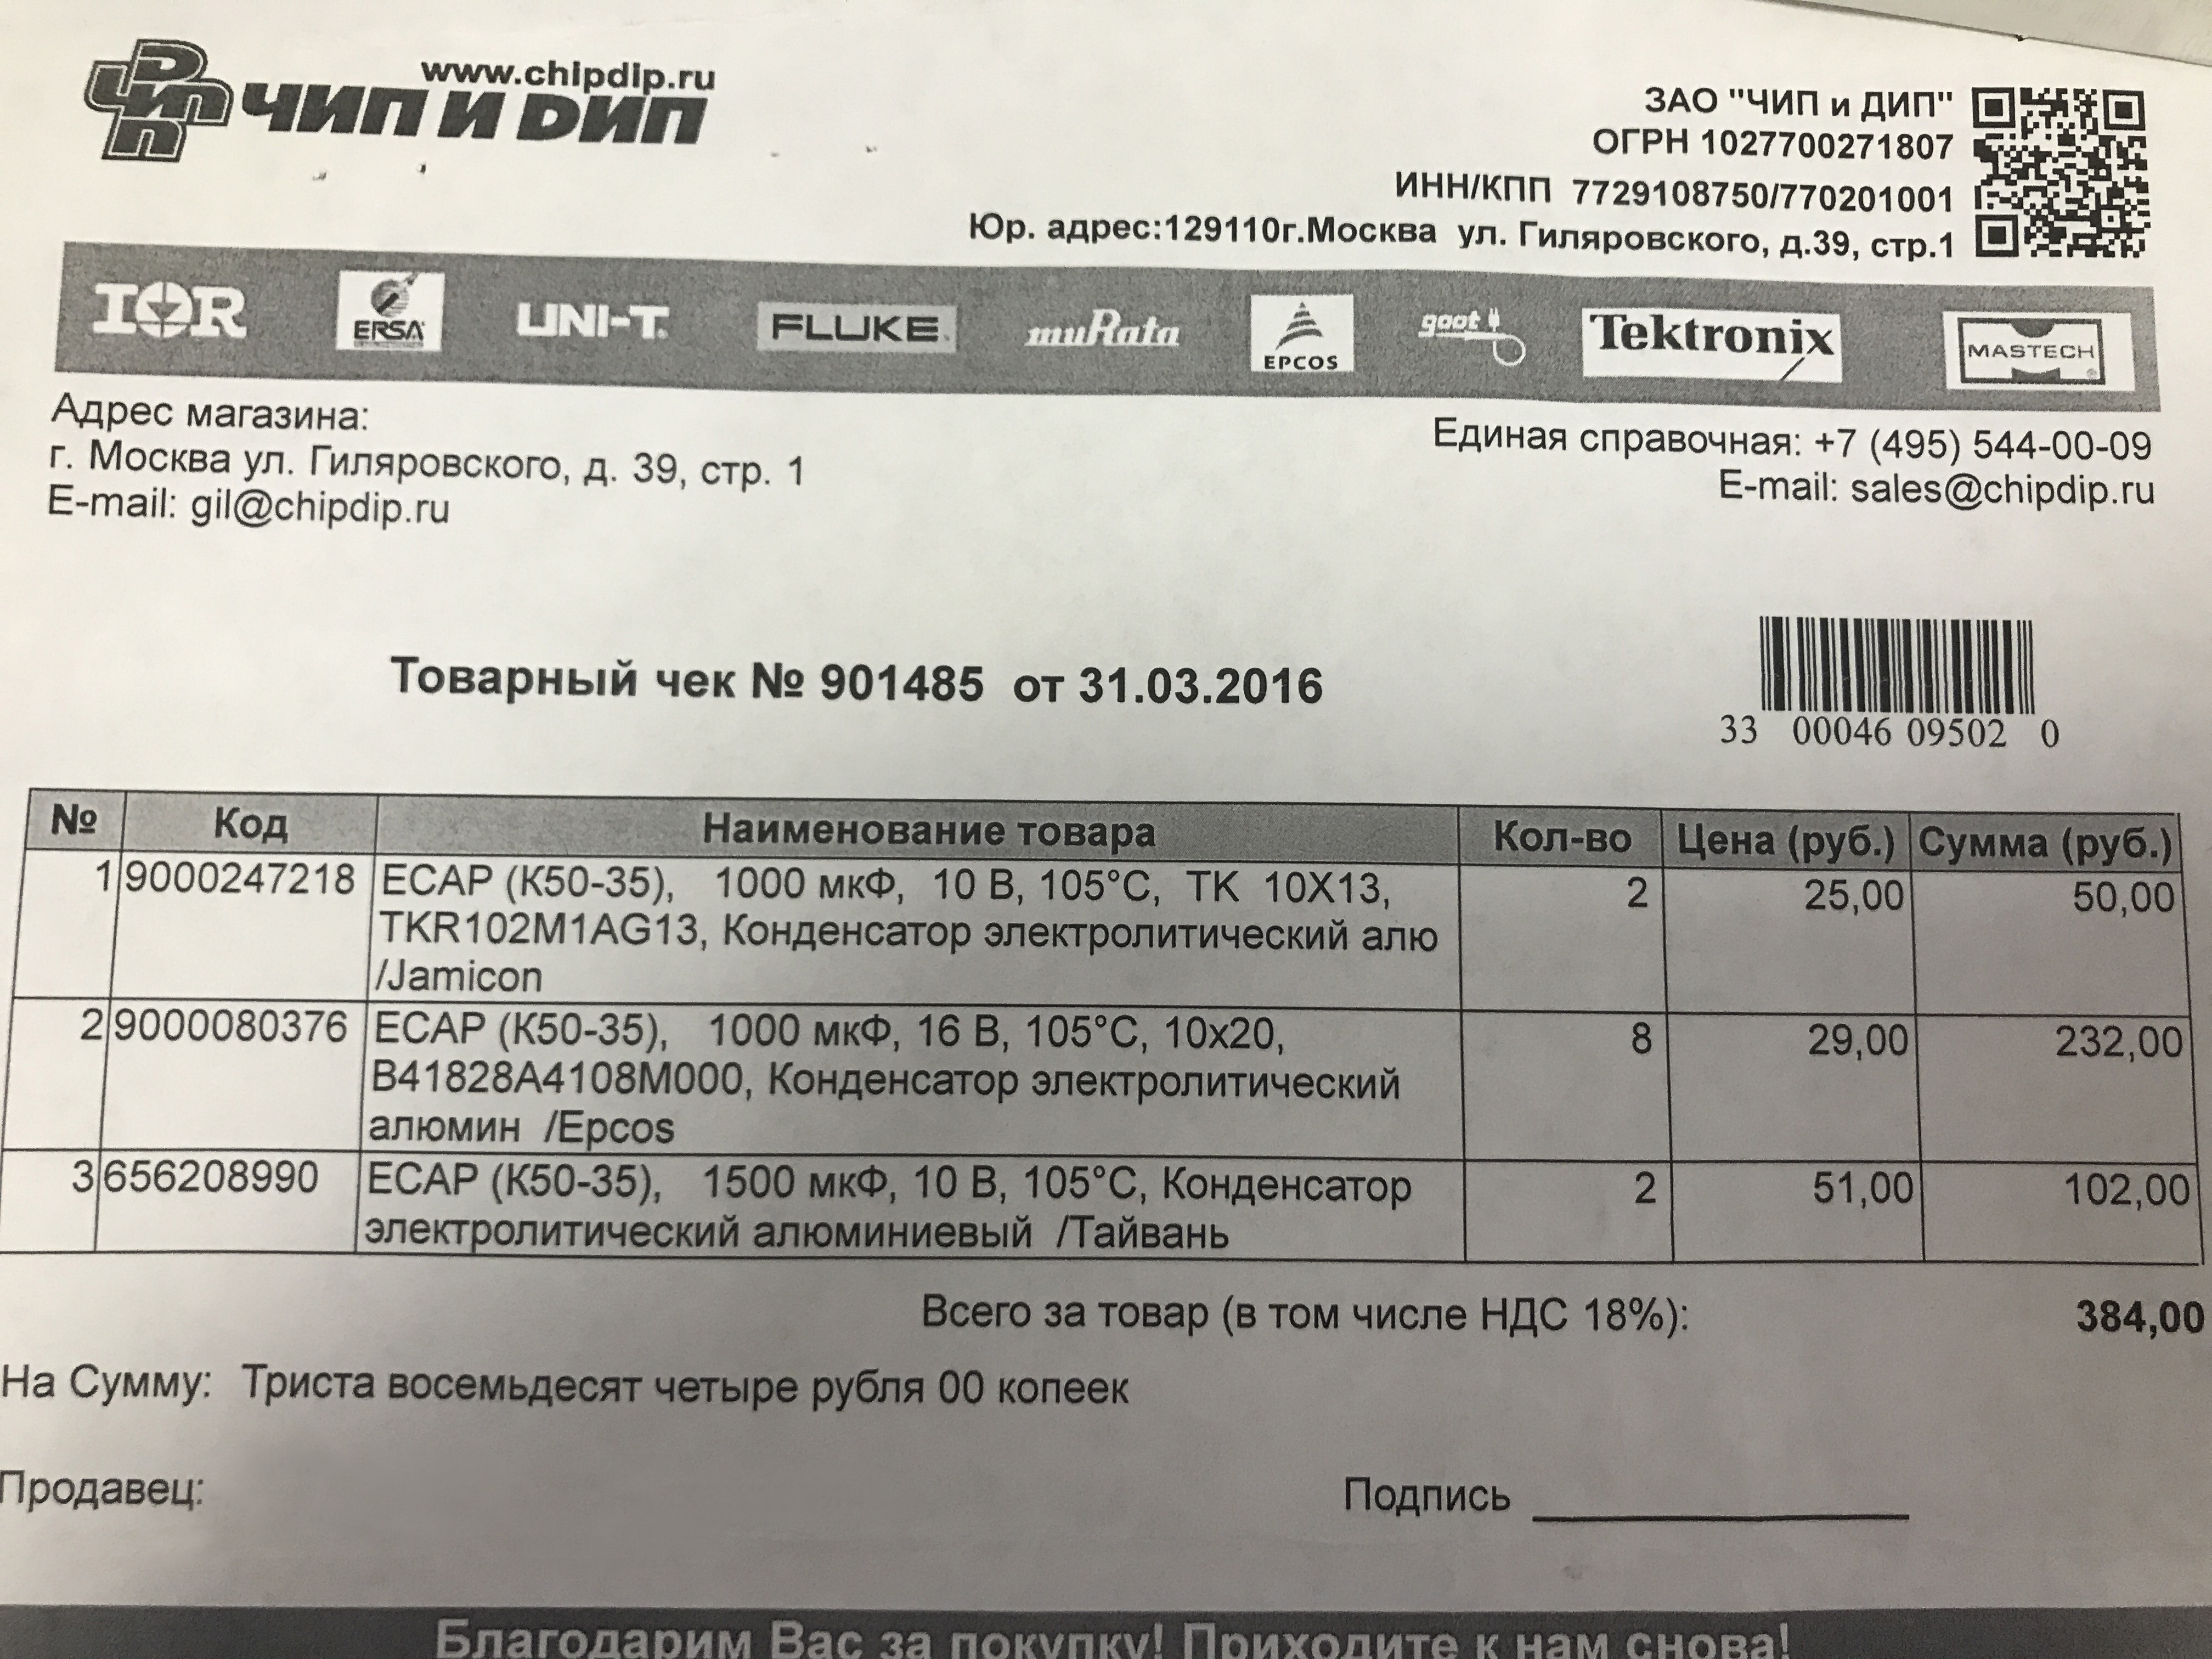 www.chipdip.ru
ЧИП И DИП
ЗАО "ЧИП и ДИП"
ОГРН 1027700271807
ИНН/КПП 7729108750/770201001
Юр. адрес:129110г.Москва ул. Гиляровского, д.39, стр.1
IOR ERSA UNI-T FLUKE muRata EPCOS goot Tektronix MASTECH
Адрес магазина:
г. Москва ул. Гиляровского, д. 39, стр. 1
E-mail: gil@chipdip.ru
Единая справочная: +7 (495) 544-00-09
E-mail: sales@chipdip.ru
Товарный чек № 901485 от 31.03.2016
33 00046 09502 0
№ Код Наименование товара Кол-во Цена (руб.) Сумма (руб.)
1 9000247218 ECAP (К50-35), 1000 мкФ, 10 В, 105°C, TK 10X13, 2 25,00 50,00
TKR102M1AG13, Конденсатор электролитический алю
/Jamicon
2 9000080376 ECAP (К50-35), 1000 мкФ, 16 В, 105°C, 10x20, 8 29,00 232,00
B41828A4108M000, Конденсатор электролитический
алюмин /Epcos
3 656208990 ECAP (К50-35), 1500 мкФ, 10 В, 105°C, Конденсатор 2 51,00 102,00
электролитический алюминиевый /Тайвань
Всего за товар (в том числе НДС 18%): 384,00
На Сумму: Триста восемьдесят четыре рубля 00 копеек
Продавец: Подпись
Благодарим Вас за покупку! Приходите к нам снова!